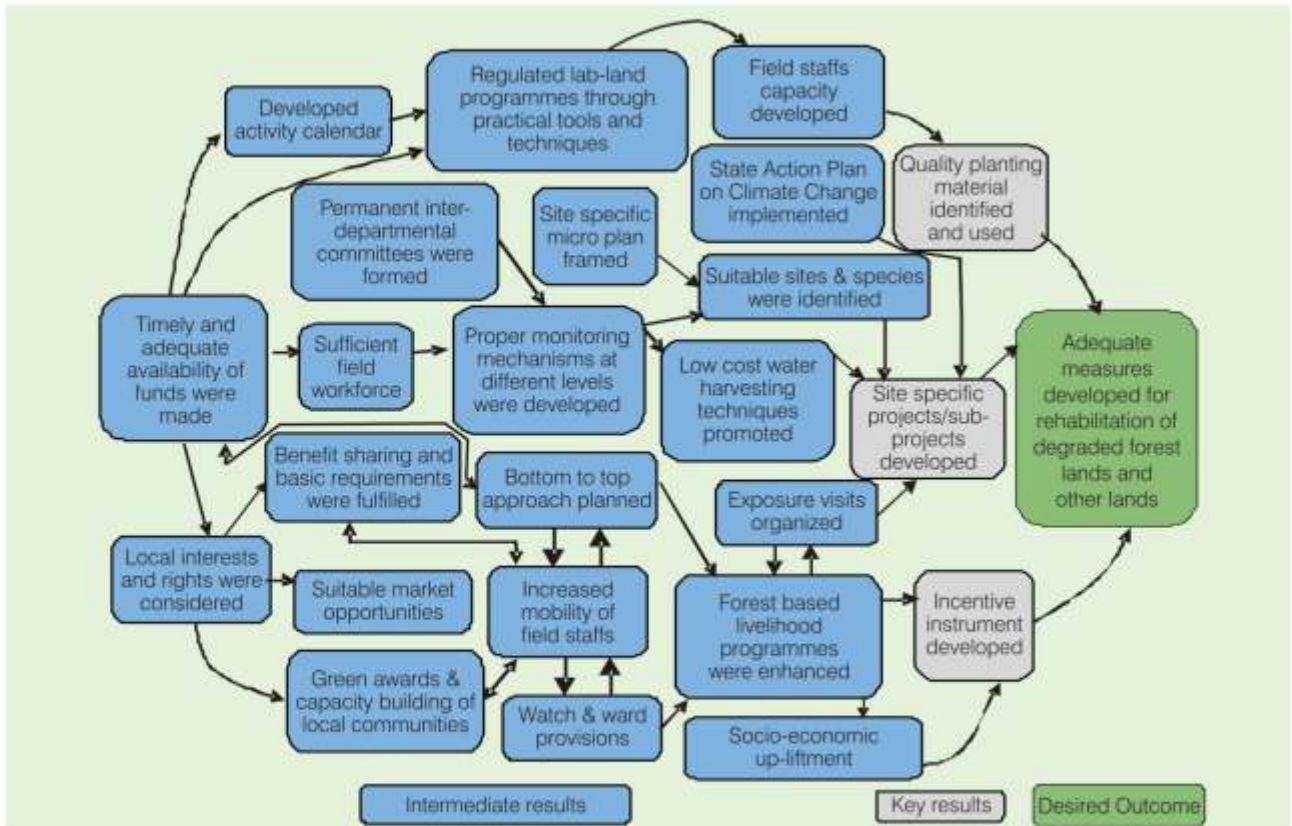 Regulated lab-land
programmes through
practical tools and
techniques
Field staffs
capacity
developed
Developed
activity calendar
State Action Plan
on Climate Change
implemented
Quality planting
material
identified
and used
Permanent inter-
departmental
committees were
formed
Site specific
micro plan
framed
Suitable sites & species
were identified
Timely and
adequate
availability of
funds were
made
Sufficient
field
workforce
Proper monitoring
mechanisms at
different levels
were developed
Low cost water
harvesting
techniques
promoted
Site specific
projects/sub-
projects
developed
Adequate
measures
developed for
rehabilitation of
degraded forest
lands and
other lands
Benefit sharing and
basic requirements
were fulfilled
Bottom to top
approach planned
Exposure visits
organized
Local interests
and rights were
considered
Suitable market
opportunities
Increased
mobility of
field staffs
Forest based
livelihood
programmes
were enhanced
Incentive
instrument
developed
Green awards &
capacity building of
local communities
Watch & ward
provisions
Socio-economic
up-liftment
Intermediate results
Key results
Desired Outcome